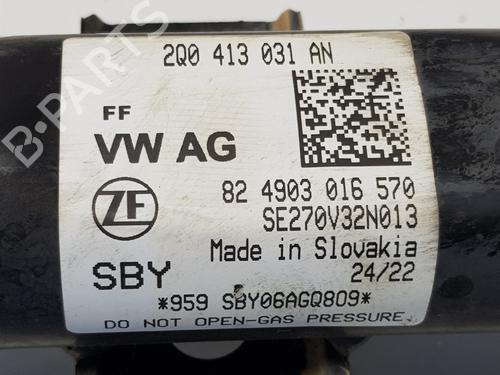 2Q0 413 031 AN
FF
VW AG
ZF
82 4903 016 570
SE270V32N013
Made in Slovakia
SBY
24/22
*959 SBY06AGQ809*
DO NOT OPEN-GAS PRESSURE.
B-PARTS